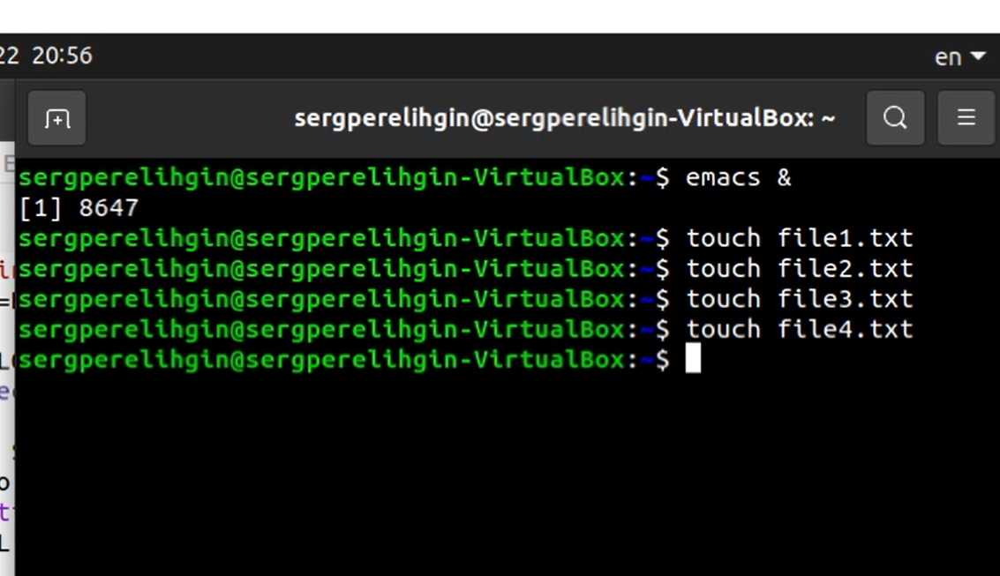 22 20:56
en
sergperelihgin@sergperelihgin-VirtualBox: ~
sergperelihgin@sergperelihgin-VirtualBox:~$ emacs &
[1] 8647
sergperelihgin@sergperelihgin-VirtualBox:~$ touch file1.txt
sergperelihgin@sergperelihgin-VirtualBox:~$ touch file2.txt
sergperelihgin@sergperelihgin-VirtualBox:~$ touch file3.txt
sergperelihgin@sergperelihgin-VirtualBox:~$ touch file4.txt
sergperelihgin@sergperelihgin-VirtualBox:~$